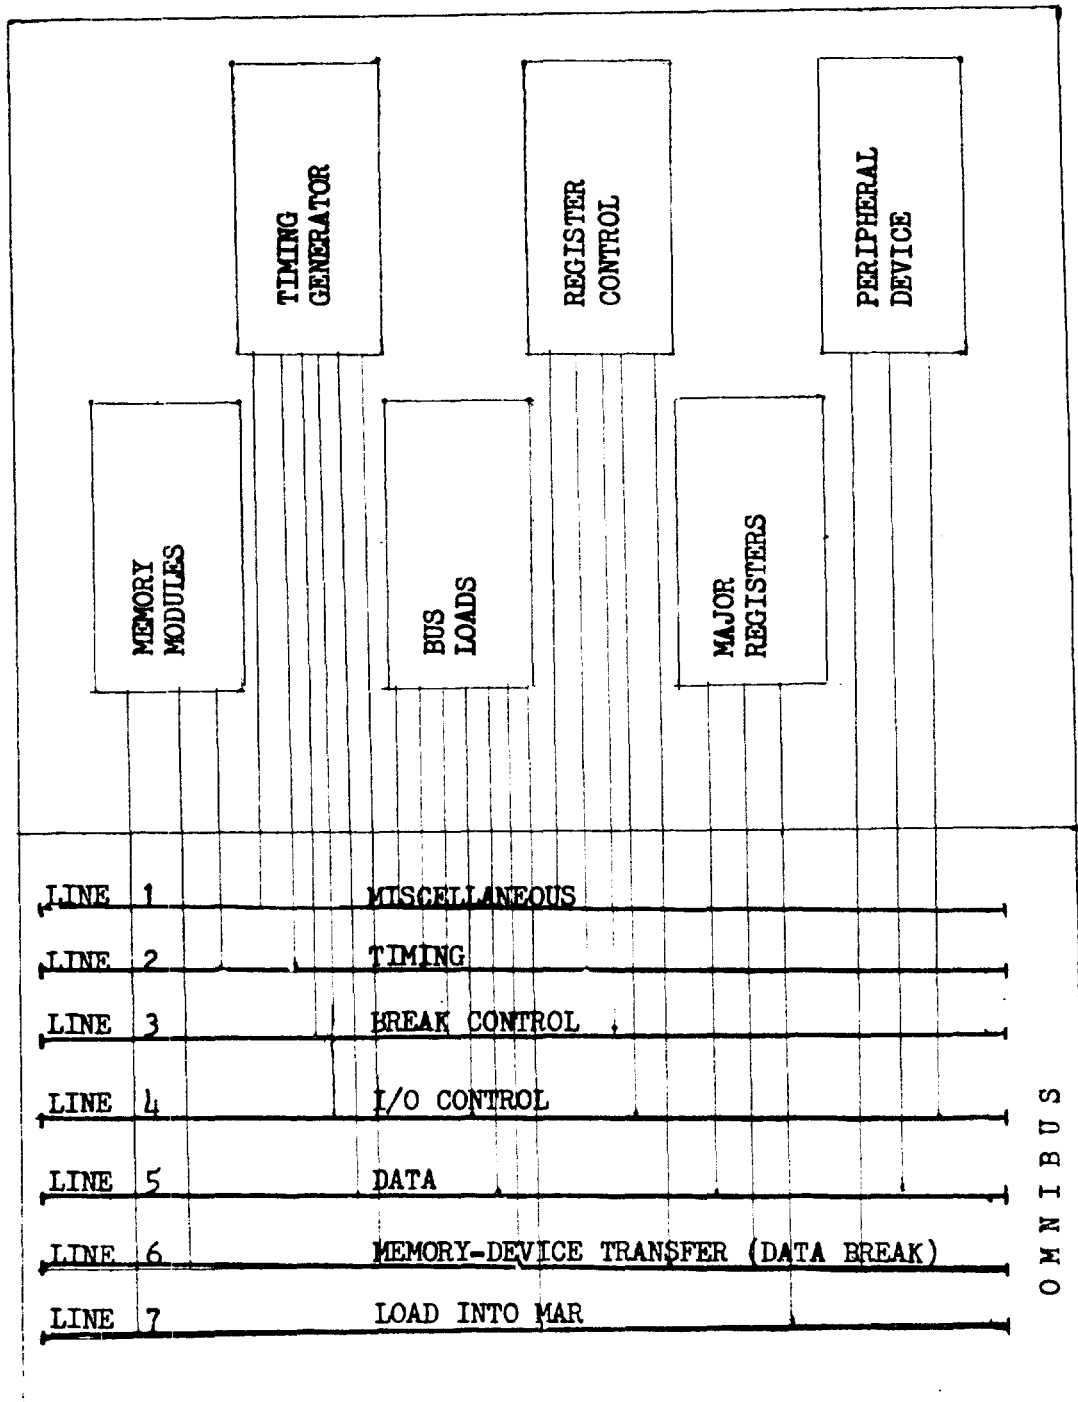 TIMING
GENERATOR
REGISTER
CONTROL
PERIPHERAL
DEVICE
MEMORY
MODULES
BUS
LOADS
MAJOR
REGISTERS
LINE 1 MISCELLANEOUS
LINE 2 TIMING
LINE 3 BREAK CONTROL
LINE 4 I/O CONTROL
LINE 5 DATA
LINE 6 MEMORY-DEVICE TRANSFER (DATA BREAK)
LINE 7 LOAD INTO MAR
OMNIBUS